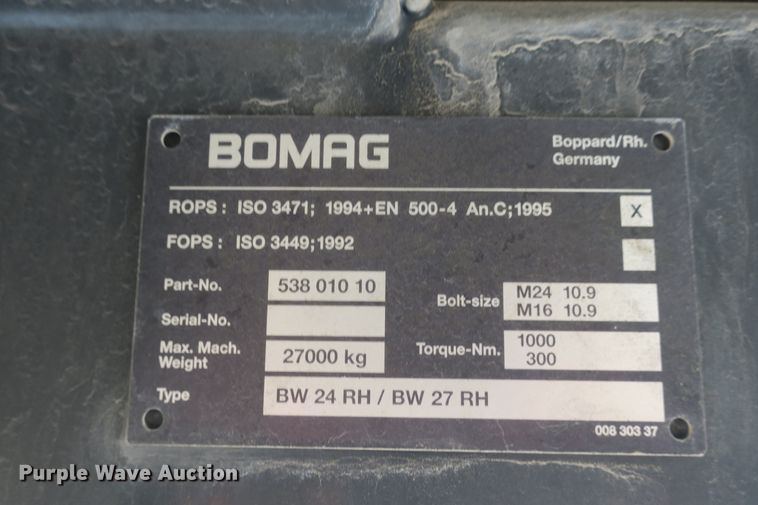 BOMAG
Boppard/Rh.
Germany
ROPS: ISO 3471; 1994+EN 500-4 An.C;1995 X
FOPS: ISO 3449;1992
Part-No. 538 010 10
Bolt-size M24 10.9
M16 10.9
Serial-No.
Max. Mach.
Weight 27000 kg
Torque-Nm. 1000
300
Type BW 24 RH / BW 27 RH
008 303 37
Purple Wave Auction